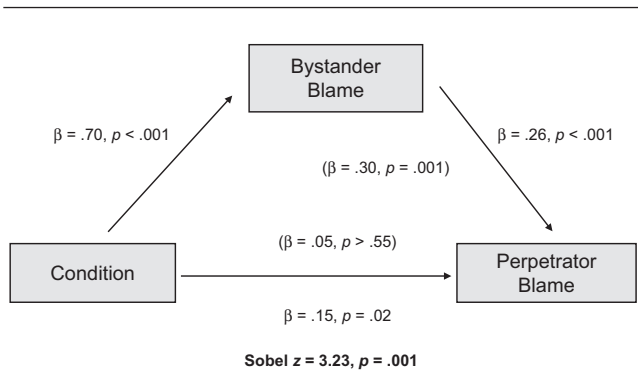 Bystander
Blame
β = .70, p < .001
β = .26, p < .001
(β = .30, p = .001)
(β = .05, p > .55)
Condition
Perpetrator
Blame
β = .15, p = .02
Sobel z = 3.23, p = .001